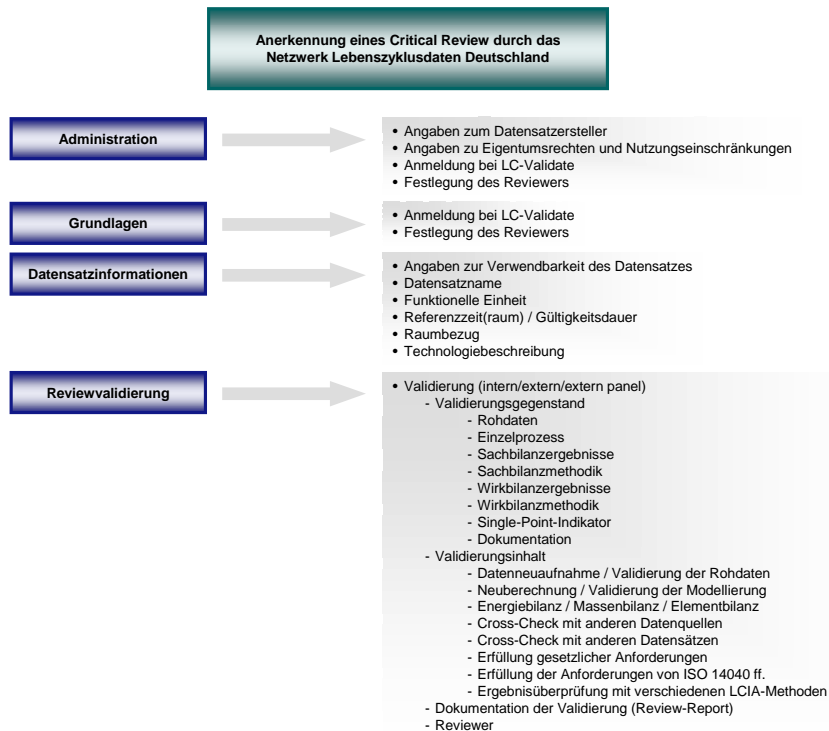 Anerkennung eines Critical Review durch das
Netzwerk Lebenszyklusdaten Deutschland
Administration
• Angaben zum Datensatzersteller
• Angaben zu Eigentumsrechten und Nutzungseinschränkungen
• Anmeldung bei LC-Validate
• Festlegung des Reviewers
Grundlagen
• Anmeldung bei LC-Validate
• Festlegung des Reviewers
Datensatzinformationen
• Angaben zur Verwendbarkeit des Datensatzes
• Datensatzname
• Funktionelle Einheit
• Referenzzeit(raum) / Gültigkeitsdauer
• Raumbezug
• Technologiebeschreibung
Reviewvalidierung
• Validierung (intern/extern/extern panel)
- Validierungsgegenstand
- Rohdaten
- Einzelprozess
- Sachbilanzergebnisse
- Sachbilanzmethodik
- Wirkbilanzergebnisse
- Wirkbilanzmethodik
- Single-Point-Indikator
- Dokumentation
- Validierungsinhalt
- Datenneuaufnahme / Validierung der Rohdaten
- Neuberechnung / Validierung der Modellierung
- Energiebilanz / Massenbilanz / Elementbilanz
- Cross-Check mit anderen Datenquellen
- Cross-Check mit anderen Datensätzen
- Erfüllung gesetzlicher Anforderungen
- Erfüllung der Anforderungen von ISO 14040 ff.
- Ergebnisüberprüfung mit verschiedenen LCIA-Methoden
- Dokumentation der Validierung (Review-Report)
- Reviewer